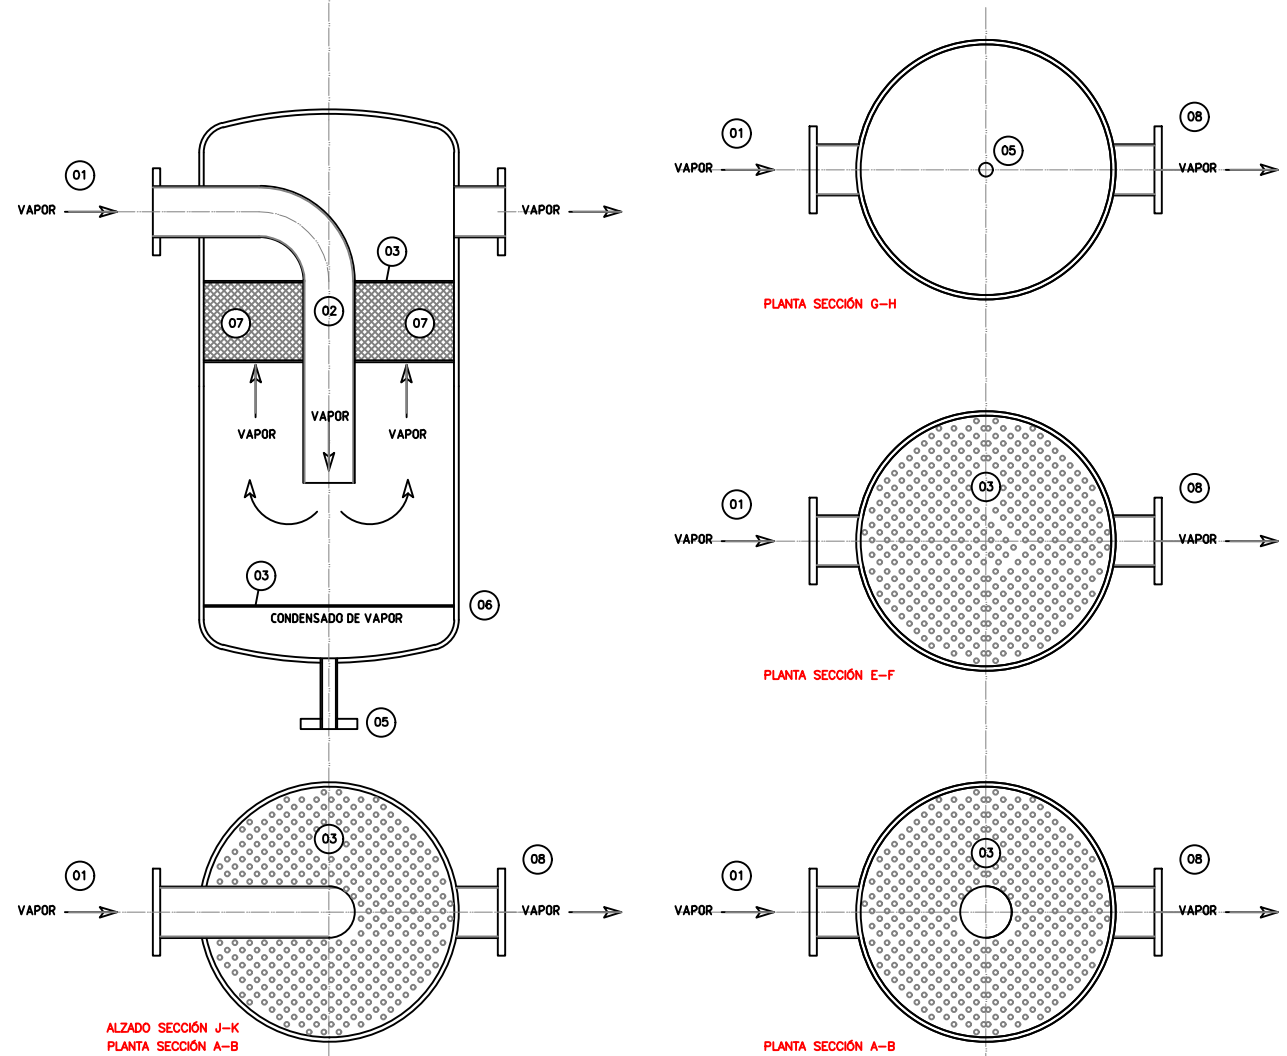 01
VAPOR
VAPOR
03
02
07
07
VAPOR
VAPOR
VAPOR
03
CONDENSADO DE VAPOR
06
05
03
01
08
VAPOR
VAPOR
ALZADO SECCIÓN J-K
PLANTA SECCIÓN A-B
01
08
05
VAPOR
VAPOR
PLANTA SECCIÓN G-H
03
01
08
VAPOR
VAPOR
PLANTA SECCIÓN E-F
03
01
08
VAPOR
VAPOR
PLANTA SECCIÓN A-B